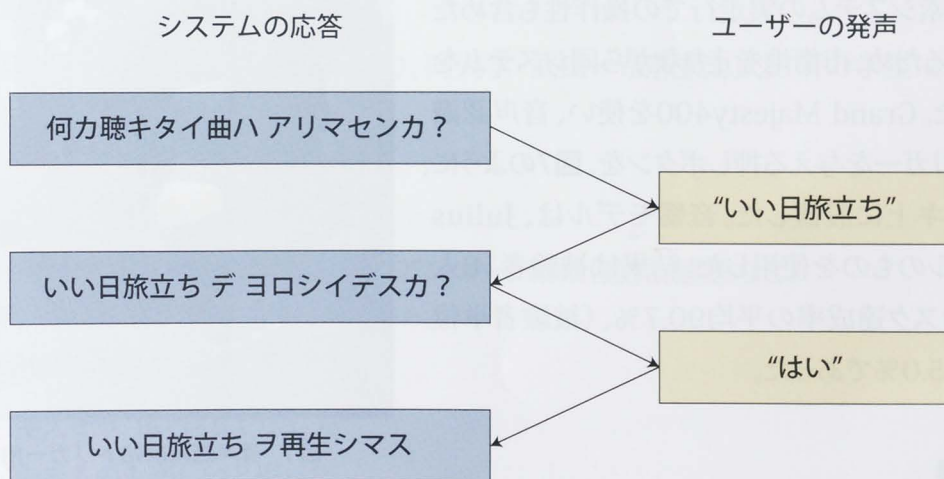 システムの応答
ユーザーの発声
何カ聴キタイ曲ハ アリマセンカ？
“いい日旅立ち”
いい日旅立ち デ ヨロシイデスカ？
“はい”
いい日旅立ち ヲ再生シマス